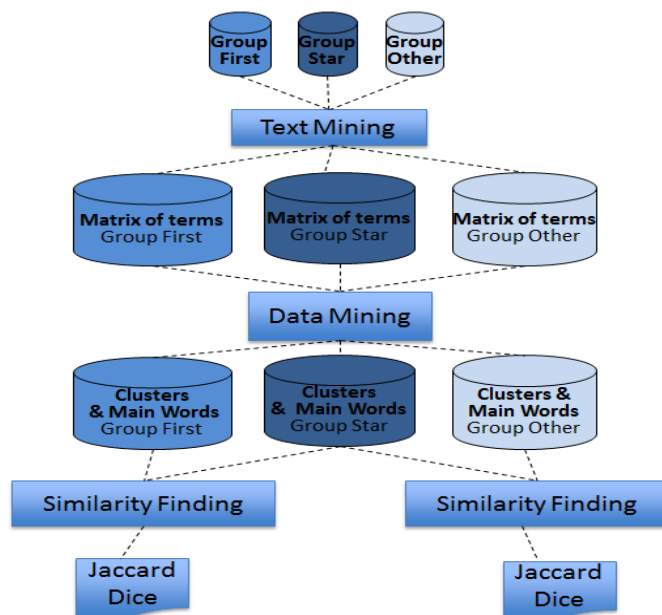 Group
First
Group
Star
Group
Other
Text Mining
Matrix of terms
Group First
Matrix of terms
Group Star
Matrix of terms
Group Other
Data Mining
Clusters
& Main Words
Group First
Clusters
& Main Words
Group Star
Clusters &
Main Words
Group Other
Similarity Finding
Similarity Finding
Jaccard
Dice
Jaccard
Dice